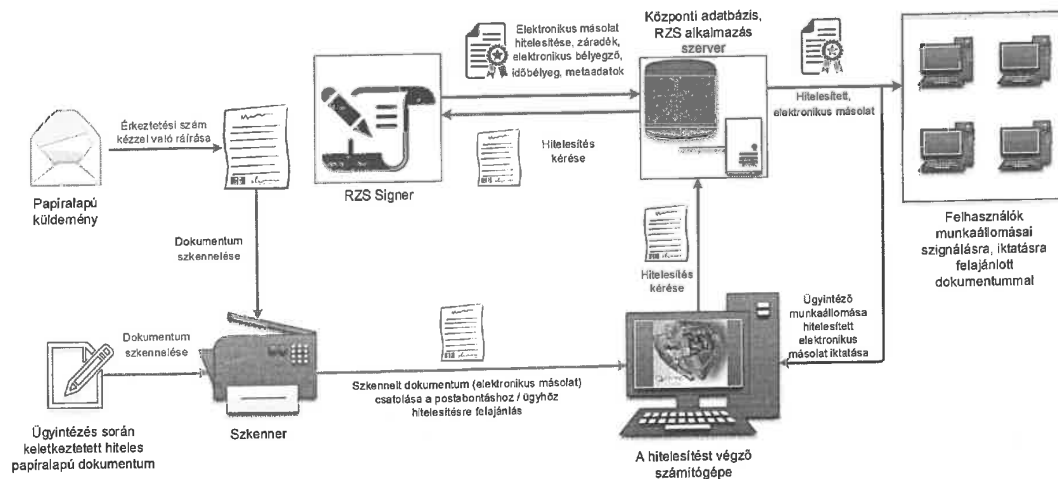 Elektronikus másolat
hitelesítése, záradék,
elektronikus bélyegző,
időbélyeg, metaadatok
Központi adatbázis,
RZS alkalmazás
szerver
Érkeztetési szám
kézzel való ráírása
Hitelesítés
kérése
Hitelesített,
elektronikus másolat
Papíralapú
küldemény
RZS Signer
Felhasználók
munkaállomásai
szignálásra, iktatásra
felajánlott
dokumentummal
Dokumentum
szkennelése
Hitelesítés
kérése
Ügyintéző
munkaállomása
hitelesített
elektronikus
másolat iktatása
Dokumentum
szkennelése
Szkennelt dokumentum (elektronikus másolat)
csatolása a postabontáshoz / ügyhöz
hitelesítésre felajánlás
Szkenner
Ügyintézés során
keletkeztetett hiteles
papíralapú dokumentum
A hitelesítést végző
számítógépe